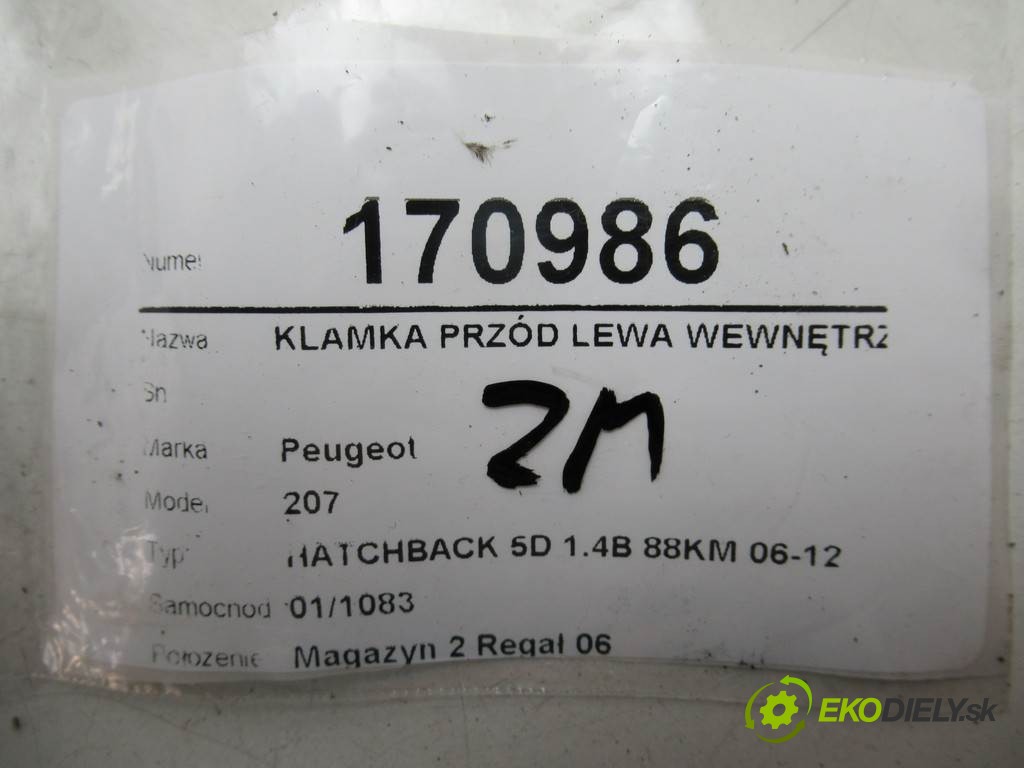 Numer 170986
Nazwa KLAMKA PRZÓD LEWA WEWNĘTRZ
Sn
ZM
Marka Peugeot
Model 207
Typ HATCHBACK 5D 1.4B 88KM 06-12
Samochód 01/1083
Położenie Magazyn 2 Regał 06
EKODIELY.sk